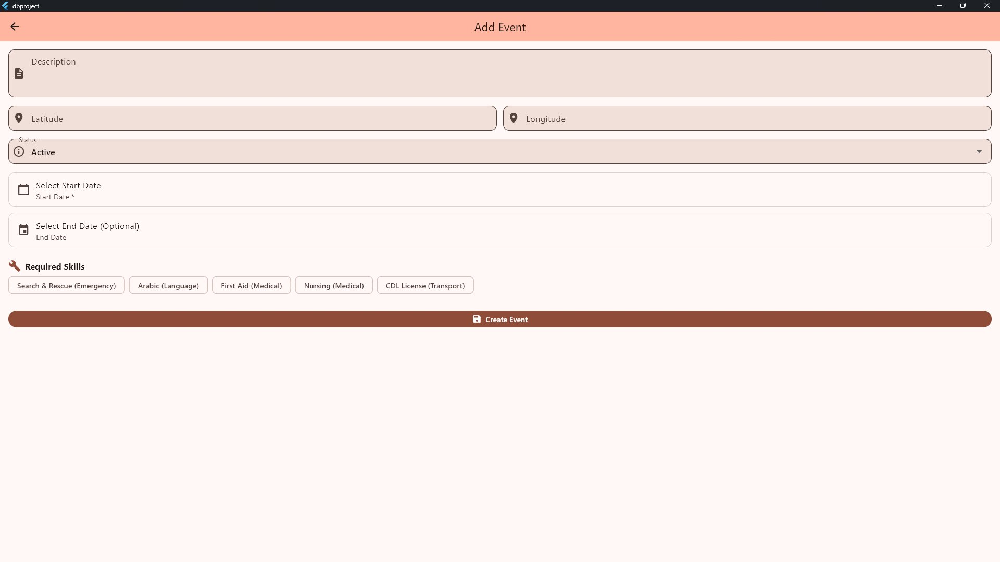 dbproject
Add Event
Description
Latitude
Longitude
Status
Active
Select Start Date
Start Date *
Select End Date (Optional)
End Date
Required Skills
Search & Rescue (Emergency)
Arabic (Language)
First Aid (Medical)
Nursing (Medical)
CDL License (Transport)
Create Event